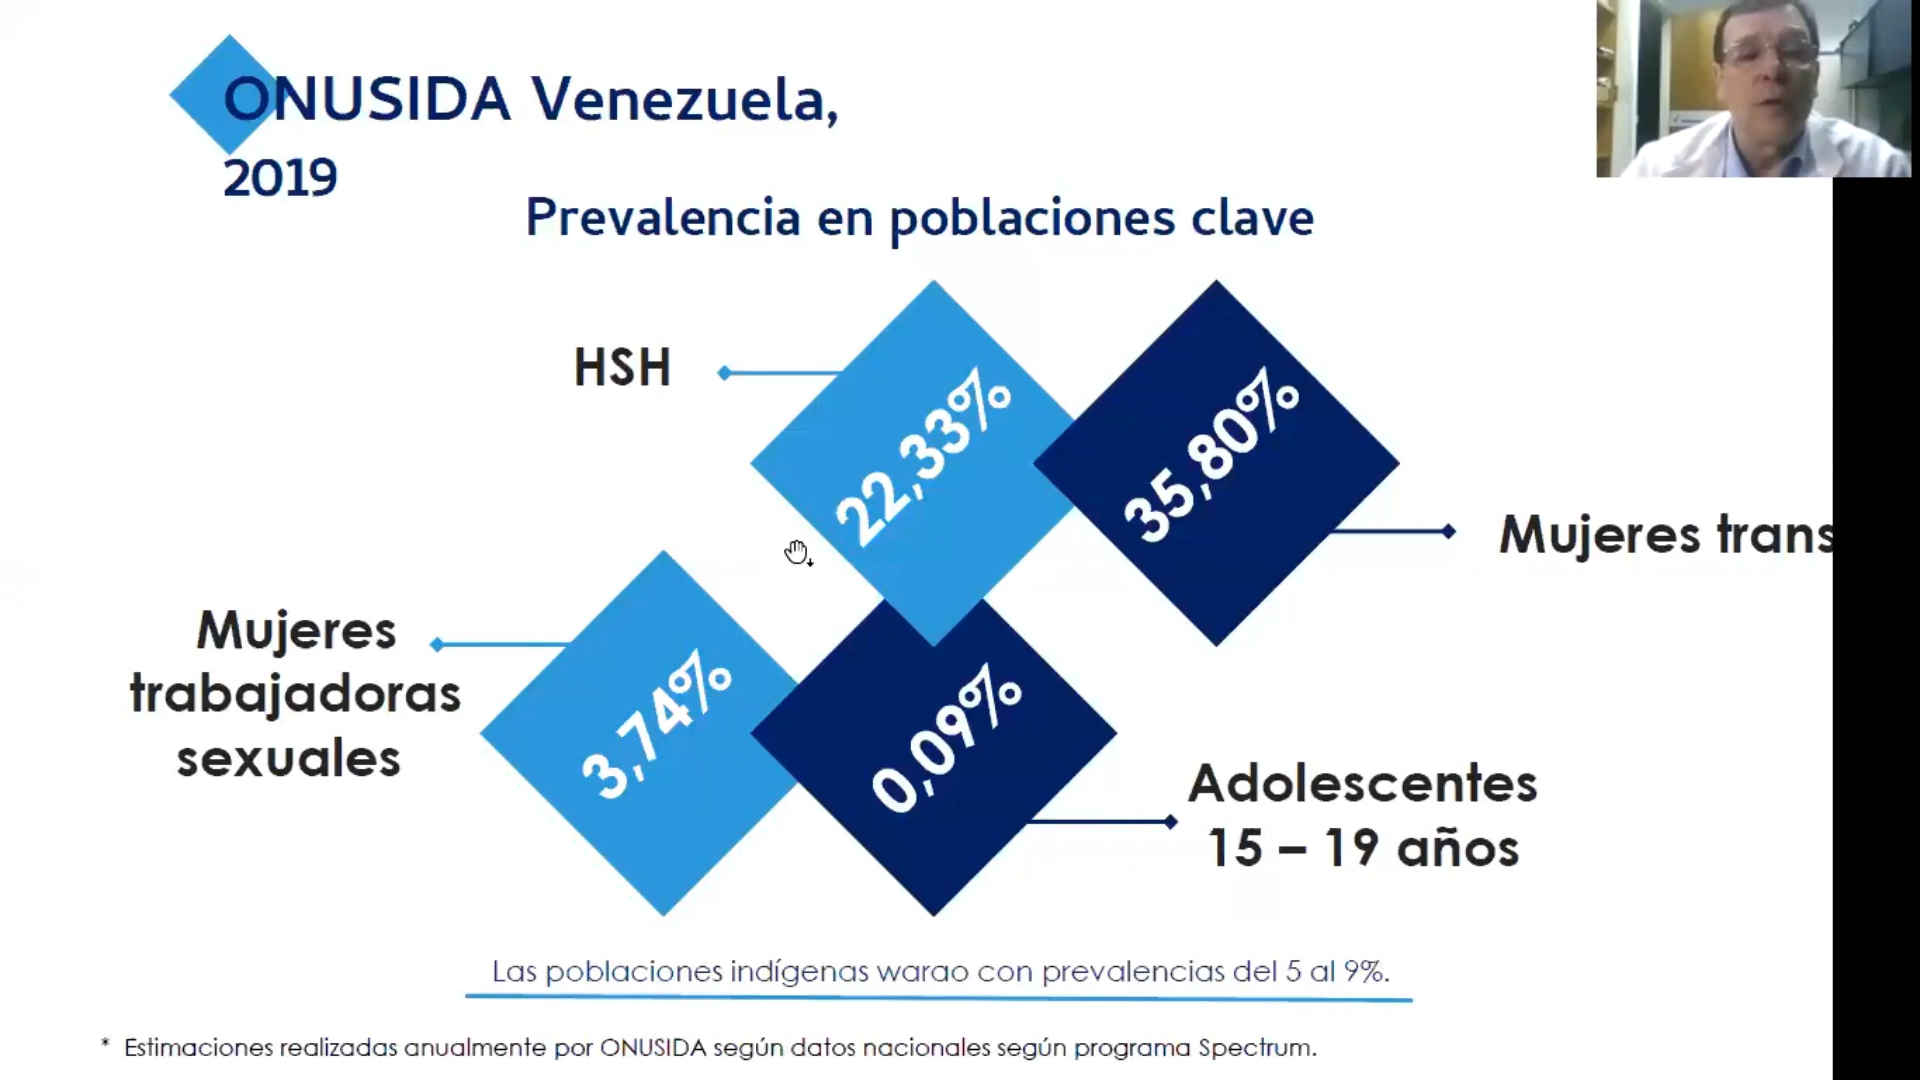 ONUSIDA Venezuela,
2019
Prevalencia en poblaciones clave
HSH
22,33%
35,80%
Mujeres trans
Mujeres
trabajadoras
sexuales
3,74%
0,09%
Adolescentes
15 – 19 años
Las poblaciones indígenas warao con prevalencias del 5 al 9%.
* Estimaciones realizadas anualmente por ONUSIDA según datos nacionales según programa Spectrum.